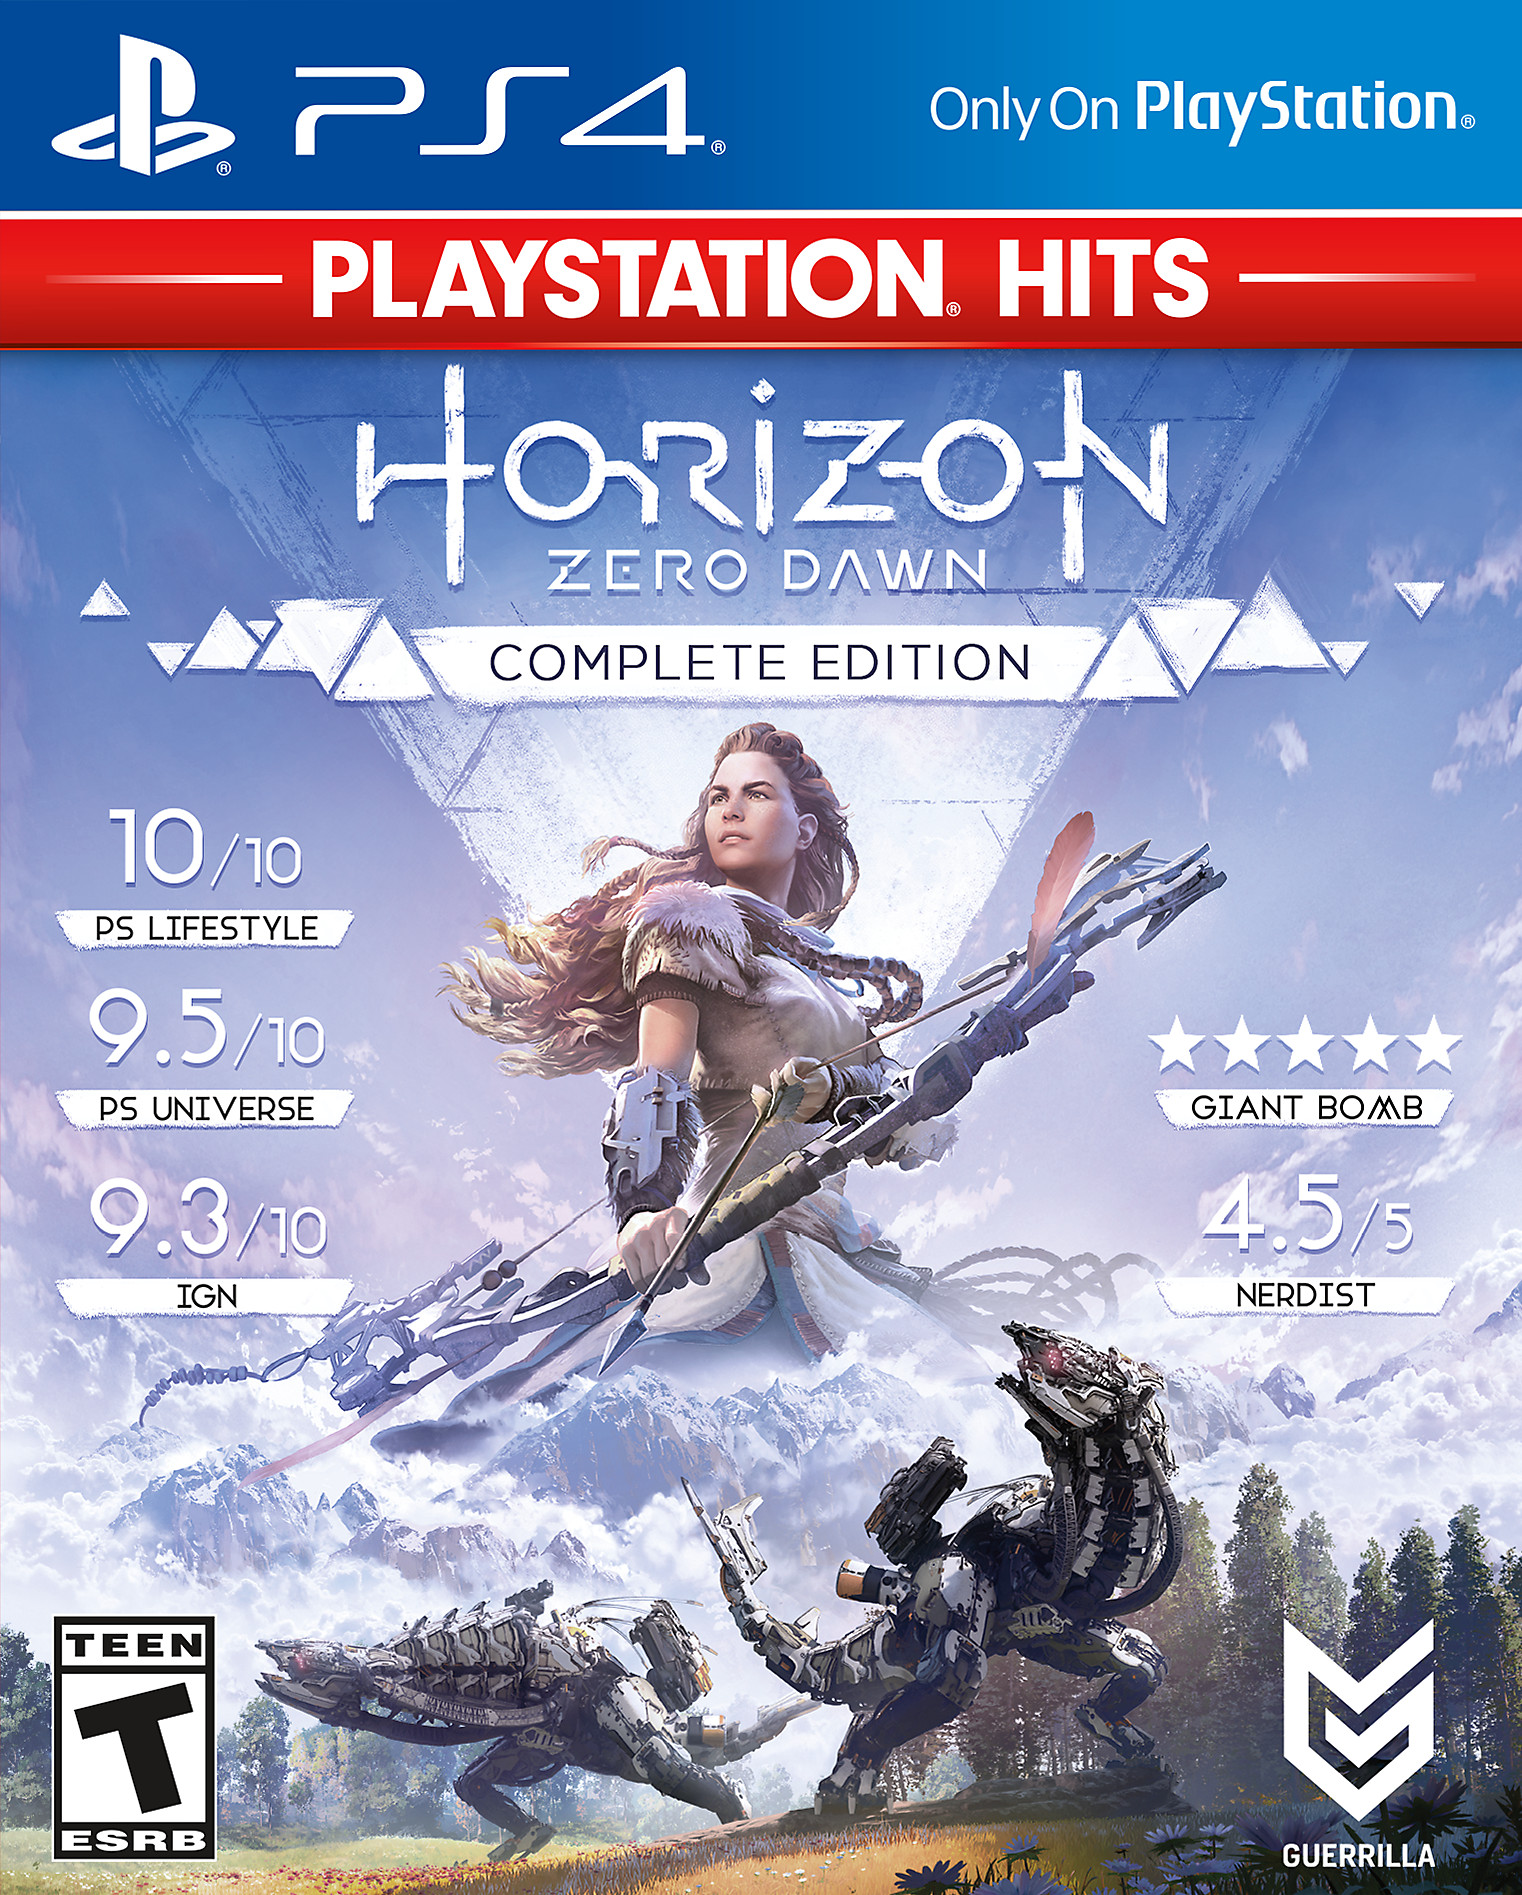 PS4®
Only On PlayStation®
PLAYSTATION® HITS
HORIZON
ZERO DAWN
COMPLETE EDITION
10/10
PS LIFESTYLE
9.5/10
PS UNIVERSE
9.3/10
IGN
GIANT BOMB
4.5/5
NERDIST
TEEN
T
ESRB
GUERRILLA